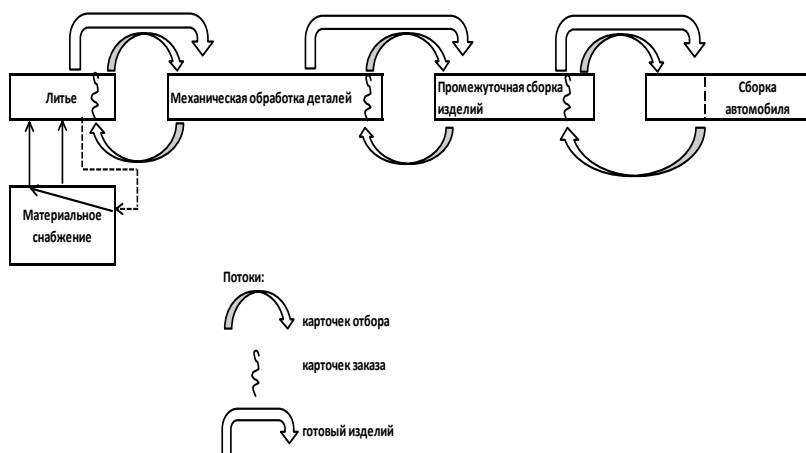 Литье
Механическая обработка деталей
Промежуточная сборка
изделий
Сборка
автомобиля
Материальное
снабжение
Потоки:
карточек отбора
карточек заказа
готовый изделий